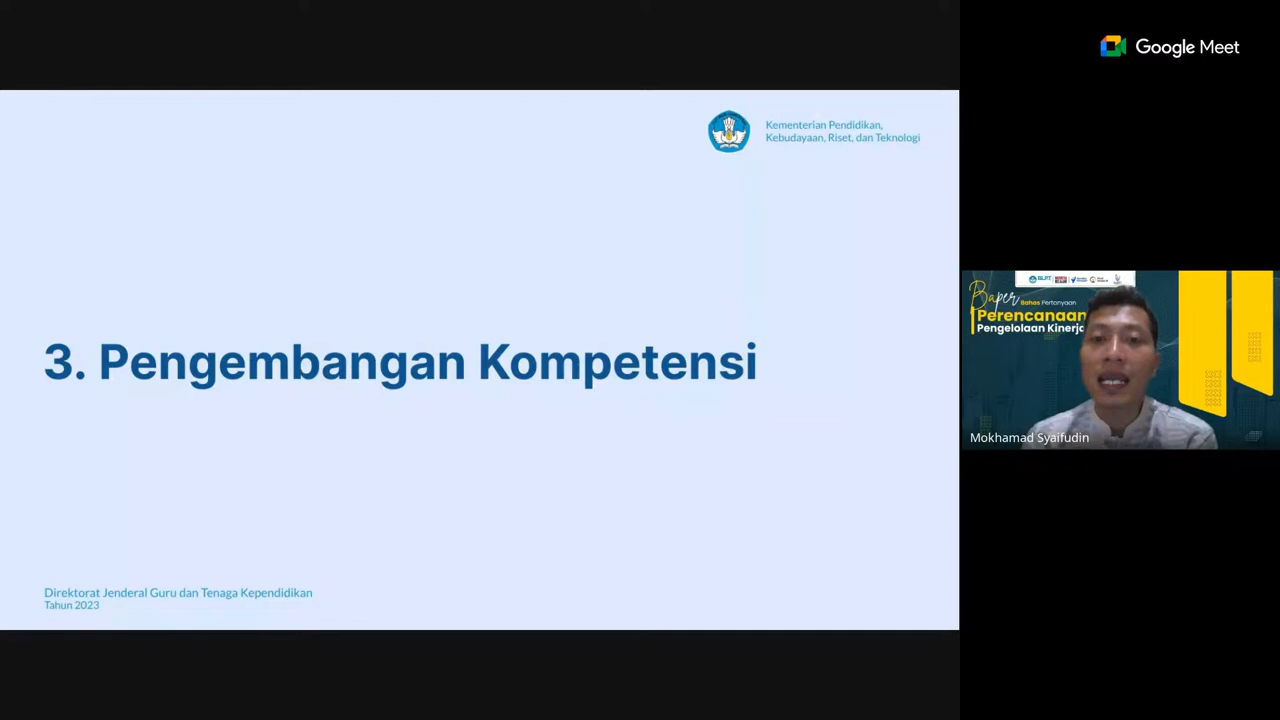 Google Meet
Kementerian Pendidikan,
Kebudayaan, Riset, dan Teknologi
3. Pengembangan Kompetensi
Direktorat Jenderal Guru dan Tenaga Kependidikan
Tahun 2023
Baper
Bahas Pertanyaan
Perencanaan
Pengelolaan Kinerja
Mokhamad Syaifudin